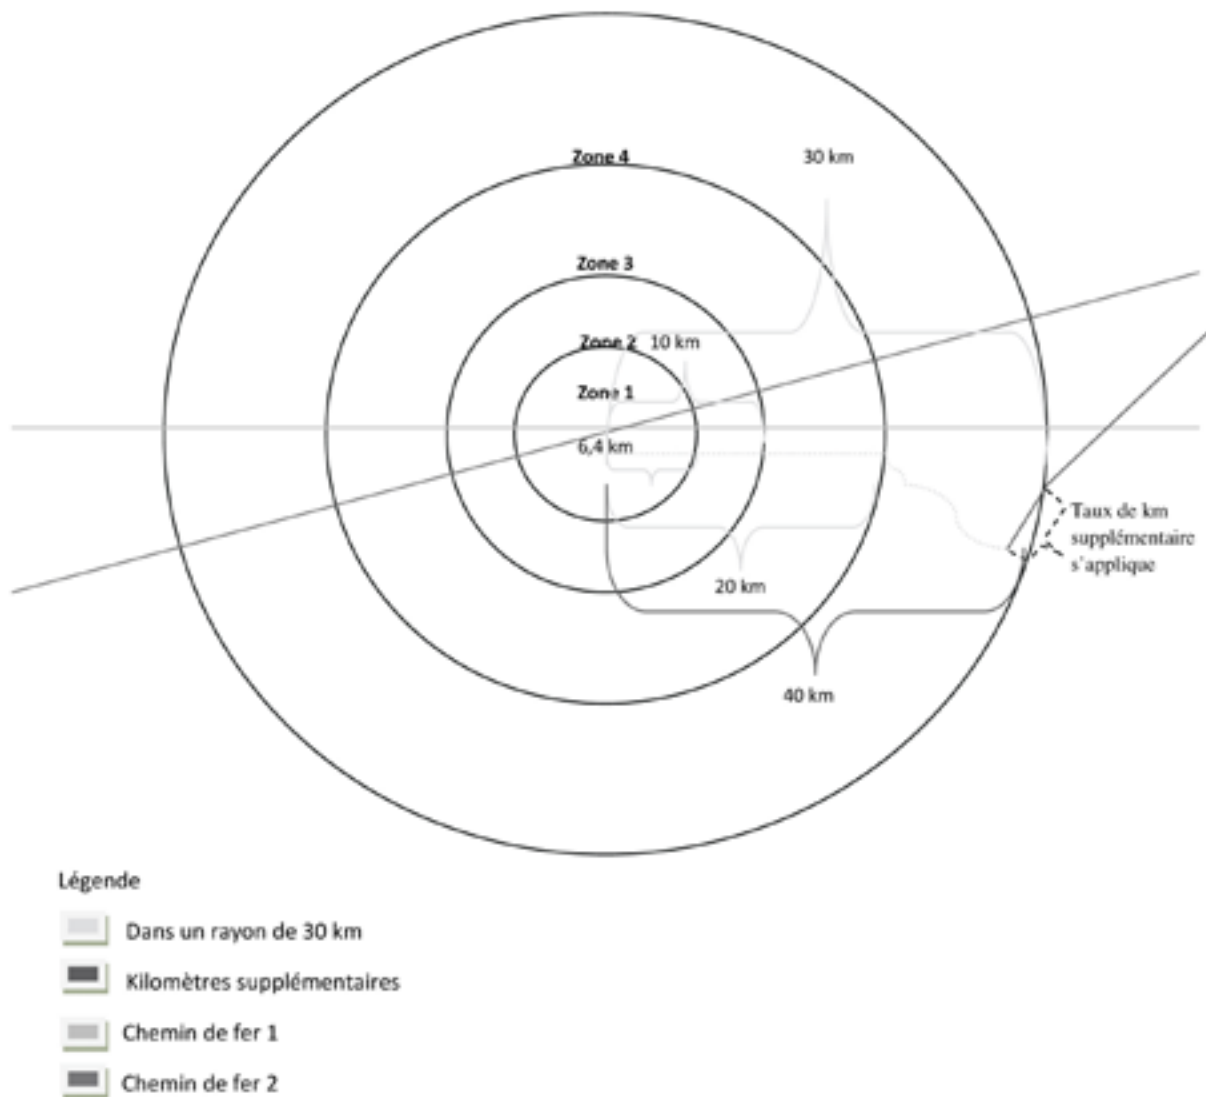 Zone 4
30 km
Zone 3
Zone 2
10 km
Zone 1
6,4 km
Taux de km
supplémentaire
s'applique
20 km
40 km
Légende
Dans un rayon de 30 km
Kilomètres supplémentaires
Chemin de fer 1
Chemin de fer 2